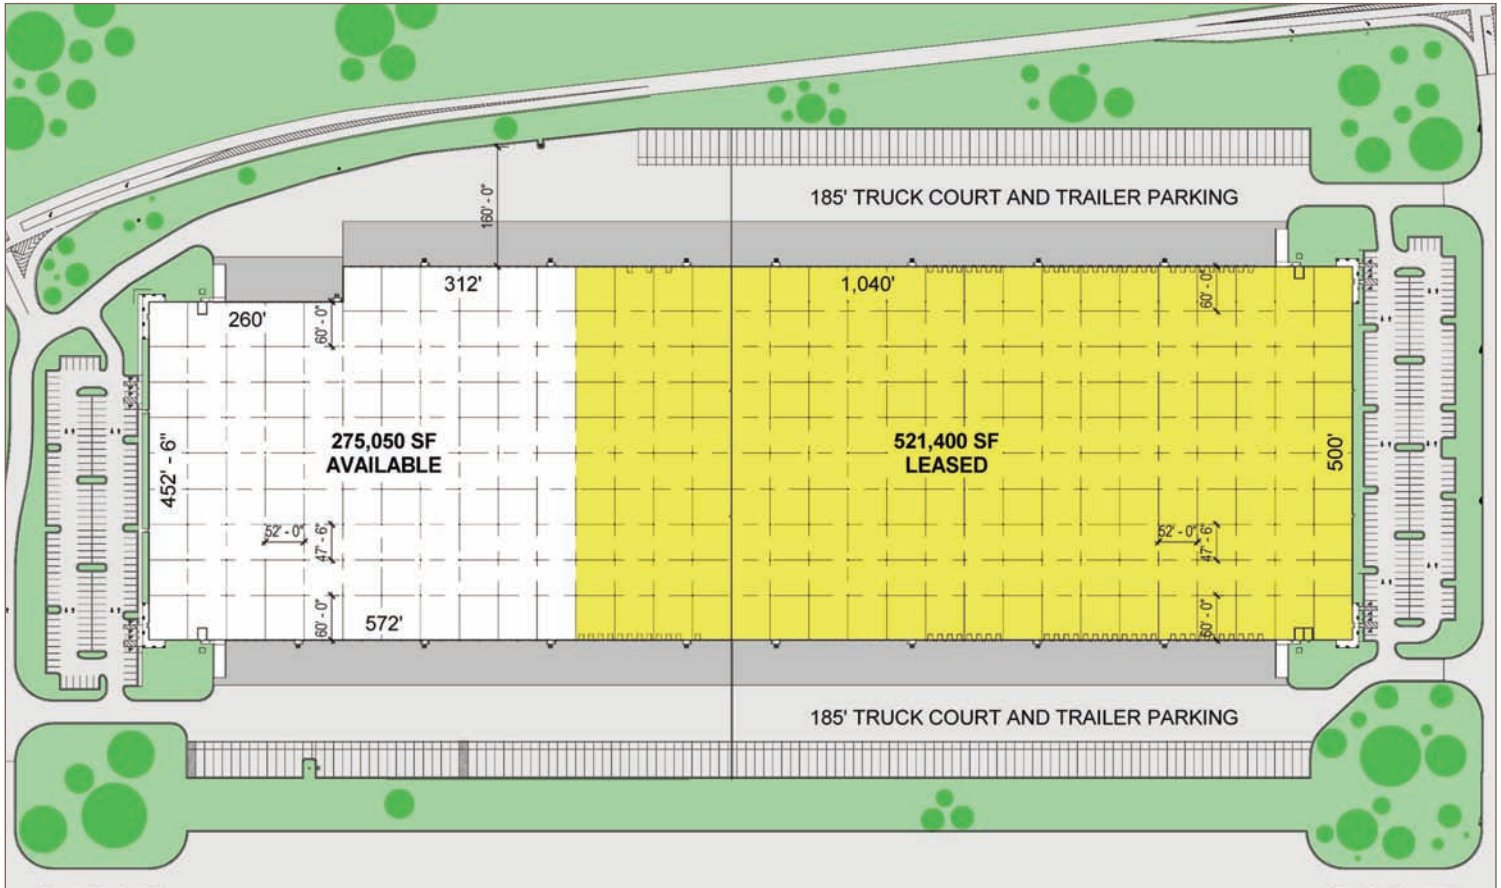 185' TRUCK COURT AND TRAILER PARKING
160' - 0"
312'
1,040'
60' - 0"
260'
60' - 0"
275,050 SF
AVAILABLE
521,400 SF
LEASED
452' - 6"
500'
52' - 0"
47' - 6"
52' - 0"
47' - 6"
60' - 0"
572'
60' - 0"
185' TRUCK COURT AND TRAILER PARKING